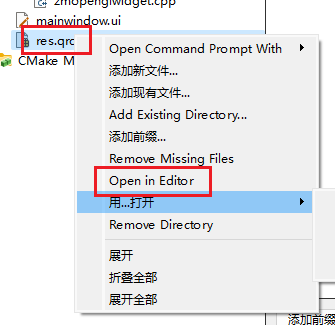 zmopenglwidget.cpp
mainwindow.ui
res.qrc
CMake M
Open Command Prompt With
添加新文件...
添加现有文件...
Add Existing Directory...
添加前缀...
Remove Missing Files
Open in Editor
用...打开
Remove Directory
展开
折叠全部
展开全部
添加前缀